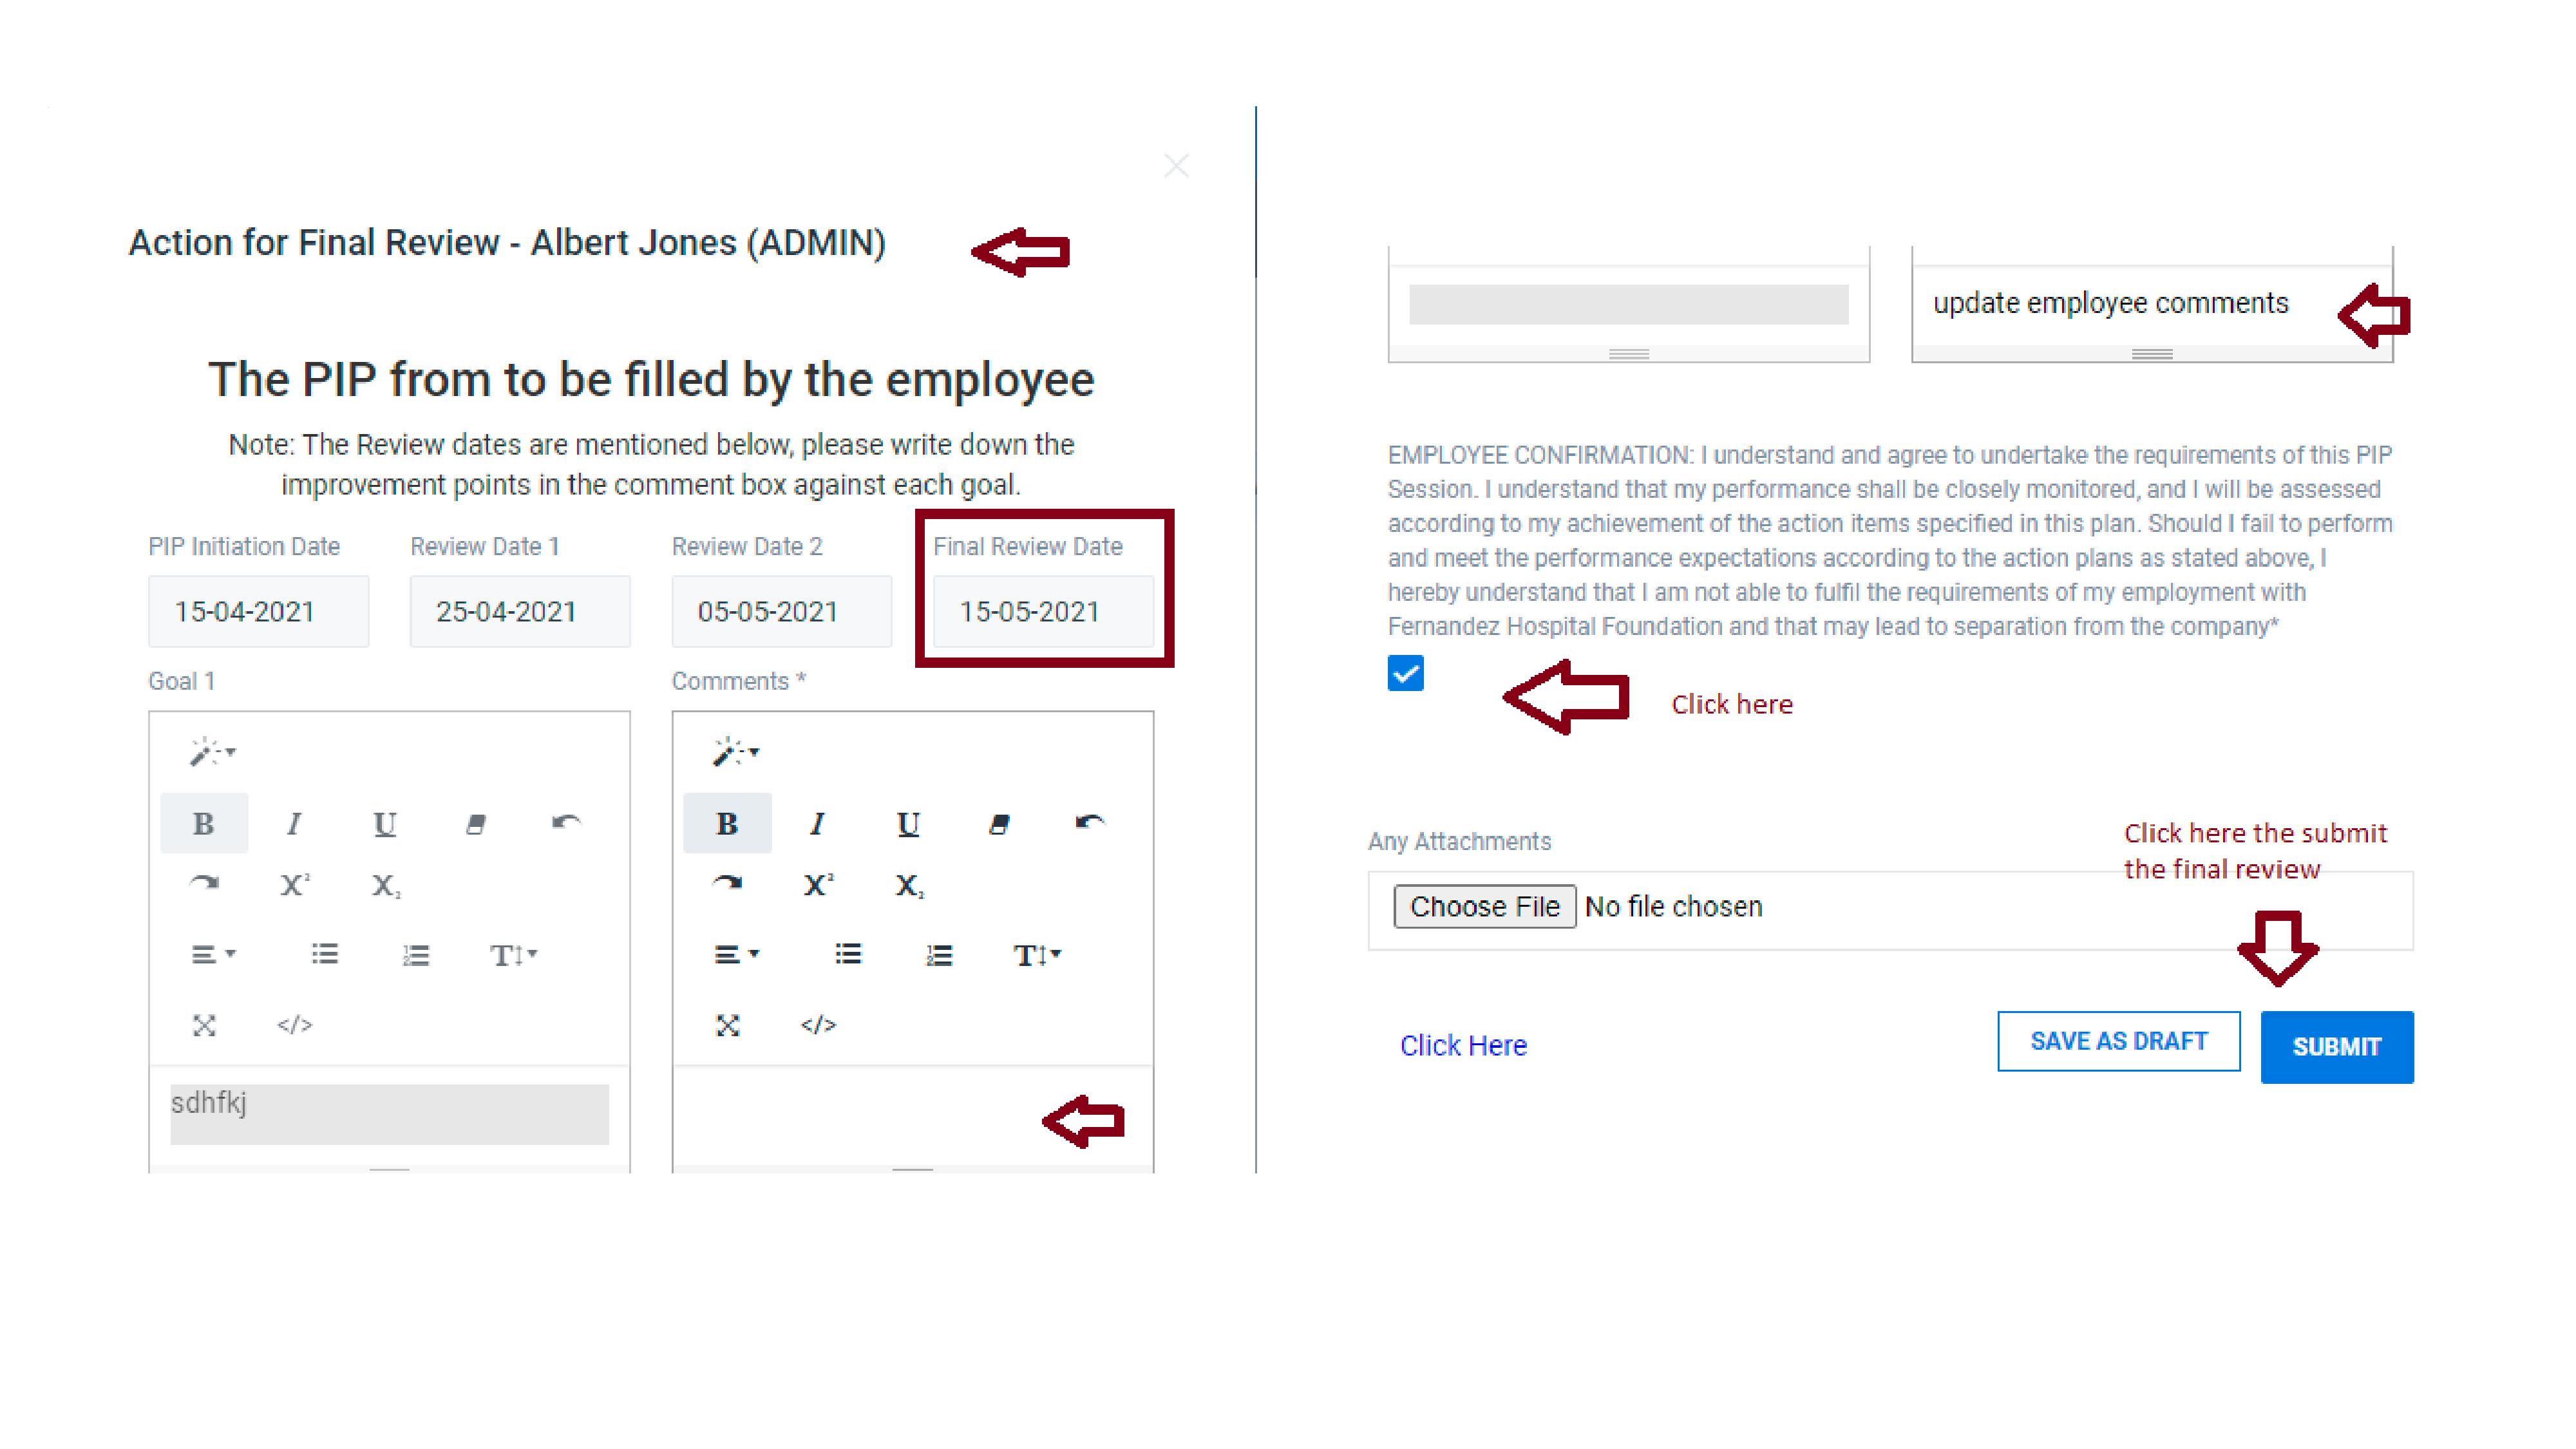 Action for Final Review - Albert Jones (ADMIN)
The PIP from to be filled by the employee
Note: The Review dates are mentioned below, please write down the
improvement points in the comment box against each goal.
PIP Initiation Date
Review Date 1
Review Date 2
Final Review Date
15-04-2021
25-04-2021
05-05-2021
15-05-2021
Goal 1
Comments *
B I U
X² X₂
T
</>
sdhfkj
B I U
X² X₂
T
</>
update employee comments
EMPLOYEE CONFIRMATION: I understand and agree to undertake the requirements of this PIP
Session. I understand that my performance shall be closely monitored, and I will be assessed
according to my achievement of the action items specified in this plan. Should I fail to perform
and meet the performance expectations according to the action plans as stated above, I
hereby understand that I am not able to fulfil the requirements of my employment with
Fernandez Hospital Foundation and that may lead to separation from the company*
Click here
Any Attachments
Click here the submit
the final review
Choose File No file chosen
Click Here
SAVE AS DRAFT
SUBMIT